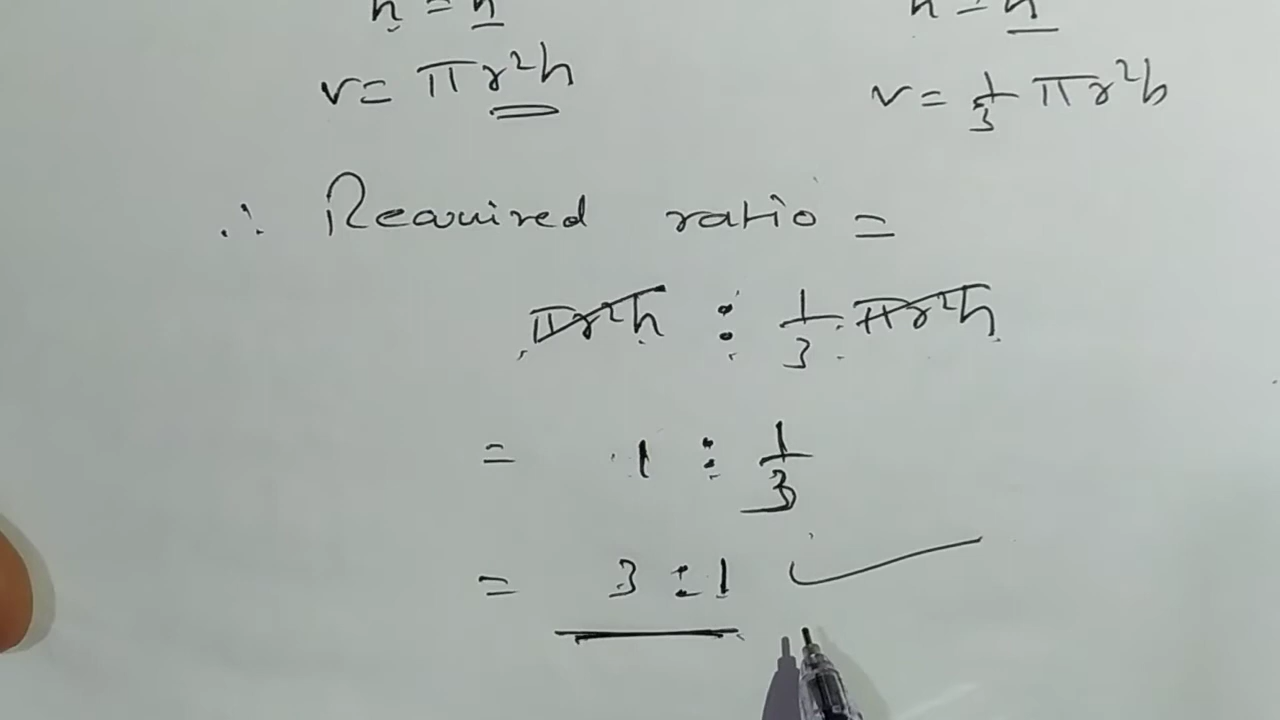 h = h h = h
v = πr²h v = 1/3 πr²h
∴ Required ratio =
πr²h : 1/3 πr²h
= 1 : 1/3
= 3 : 1